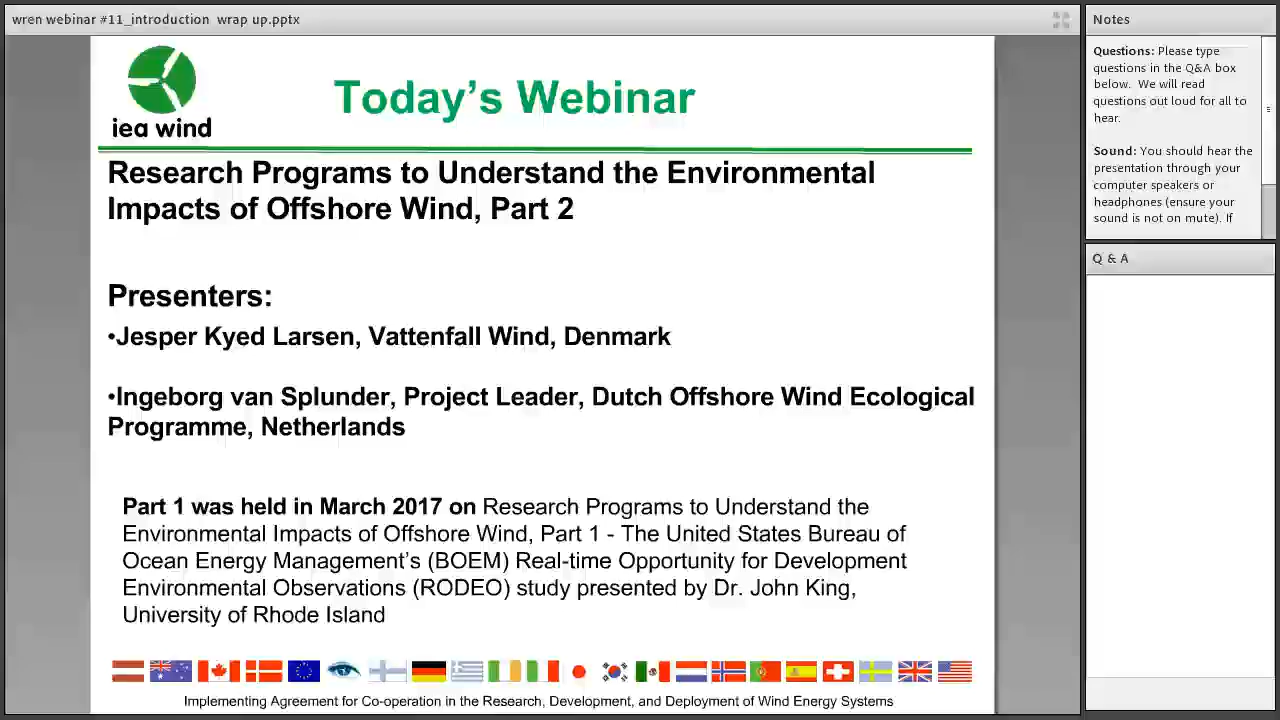 wren webinar #11_introduction wrap up.pptx
iea wind
Today's Webinar
Research Programs to Understand the Environmental
Impacts of Offshore Wind, Part 2
Presenters:
•Jesper Kyed Larsen, Vattenfall Wind, Denmark
•Ingeborg van Splunder, Project Leader, Dutch Offshore Wind Ecological
Programme, Netherlands
Part 1 was held in March 2017 on Research Programs to Understand the
Environmental Impacts of Offshore Wind, Part 1 - The United States Bureau of
Ocean Energy Management's (BOEM) Real-time Opportunity for Development
Environmental Observations (RODEO) study presented by Dr. John King,
University of Rhode Island
Implementing Agreement for Co-operation in the Research, Development, and Deployment of Wind Energy Systems
Notes
Questions: Please type
questions in the Q&A box
below. We will read
questions out loud for all to
hear.
Sound: You should hear the
presentation through your
computer speakers or
headphones (ensure your
sound is not on mute). If
Q & A